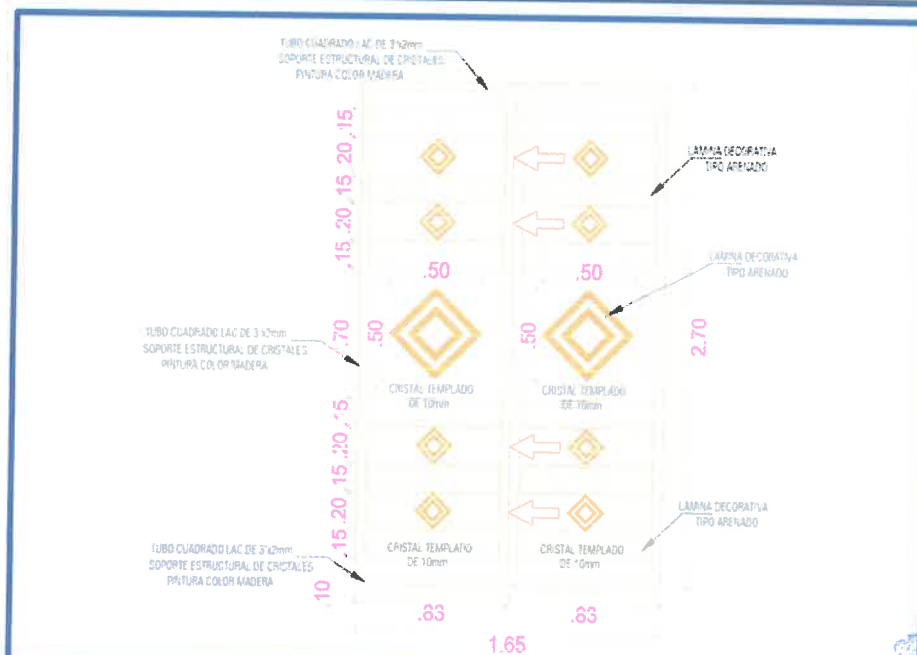 TUBO CUADRADO LAC DE 3"x2mm
SOPORTE ESTRUCTURAL DE CRISTALES
PINTURA COLOR MADERA
.15
.20
.15
.20
.15
LAMINA DECORATIVA
TIPO ARENADO
.50
.50
LAMINA DECORATIVA
TIPO ARENADO
TUBO CUADRADO LAC DE 3"x2mm
SOPORTE ESTRUCTURAL DE CRISTALES
PINTURA COLOR MADERA
.70
.50
.50
2.70
CRISTAL TEMPLADO
DE 10mm
CRISTAL TEMPLADO
DE 10mm
.15
.20
.15
.20
.15
LAMINA DECORATIVA
TIPO ARENADO
TUBO CUADRADO LAC DE 3"x2mm
SOPORTE ESTRUCTURAL DE CRISTALES
PINTURA COLOR MADERA
CRISTAL TEMPLADO
DE 10mm
CRISTAL TEMPLADO
DE 10mm
.10
.83
.83
1.65